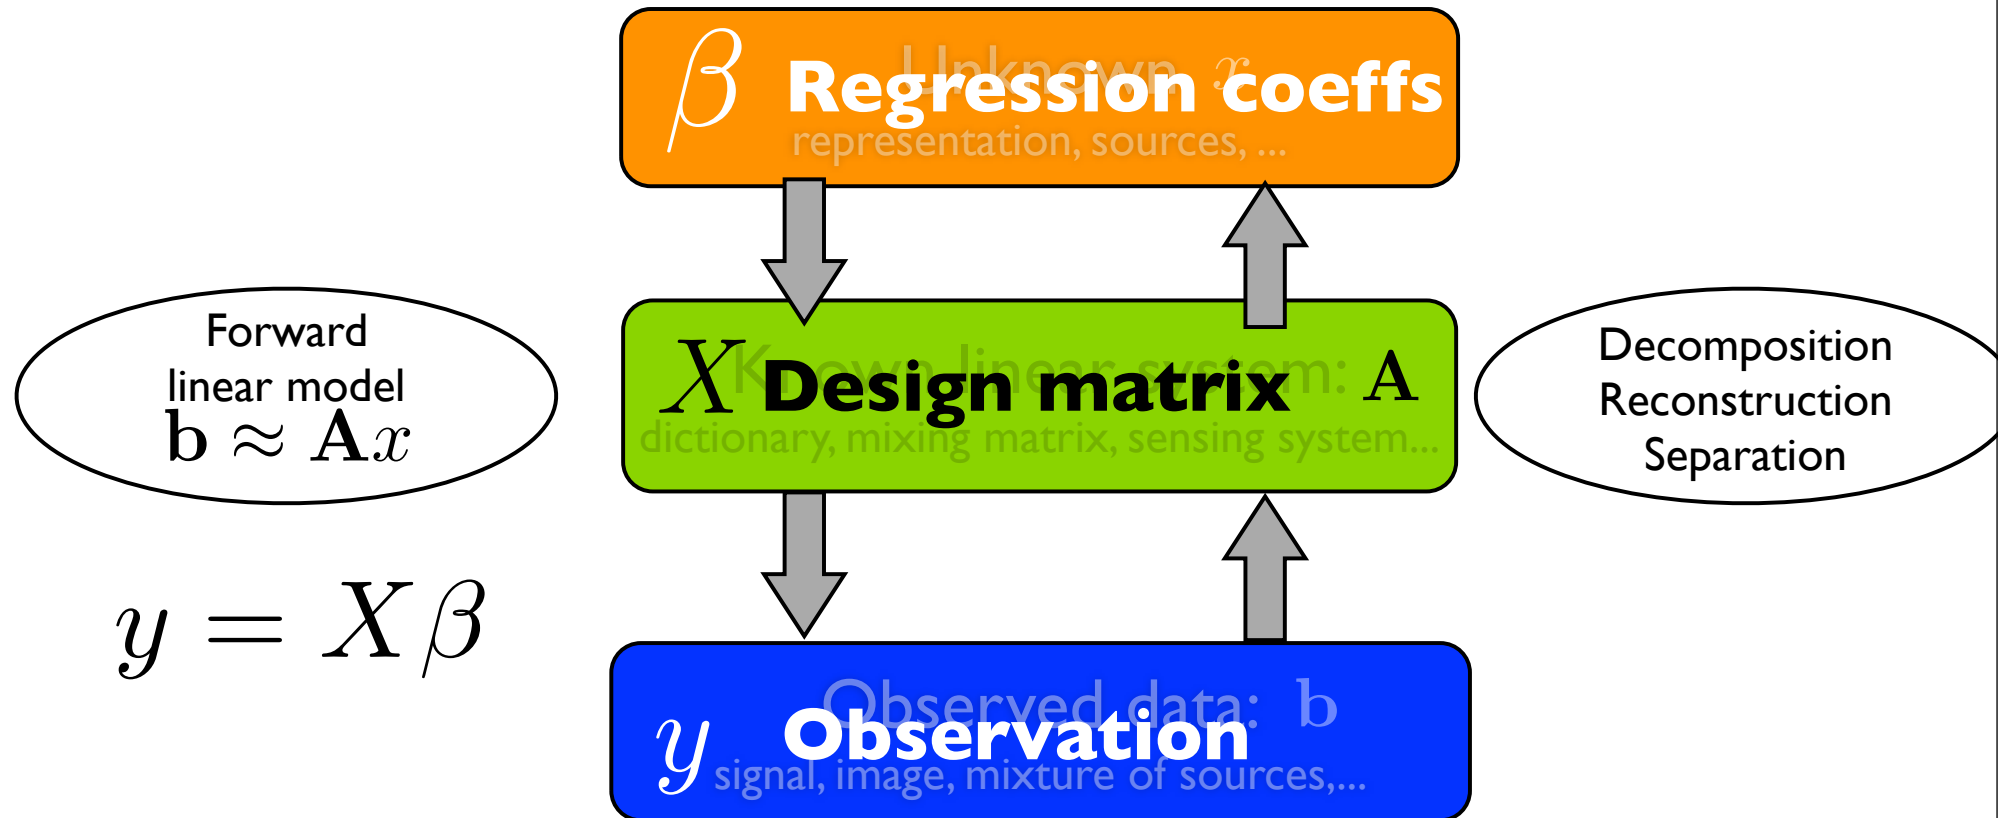 Unknown x
β Regression coeffs
representation, sources, ...
Forward
linear model
b ≈ Ax
Known linear system: A
X Design matrix
dictionary, mixing matrix, sensing system...
Decomposition
Reconstruction
Separation
y = Xβ
Observed data: b
y Observation
signal, image, mixture of sources,...